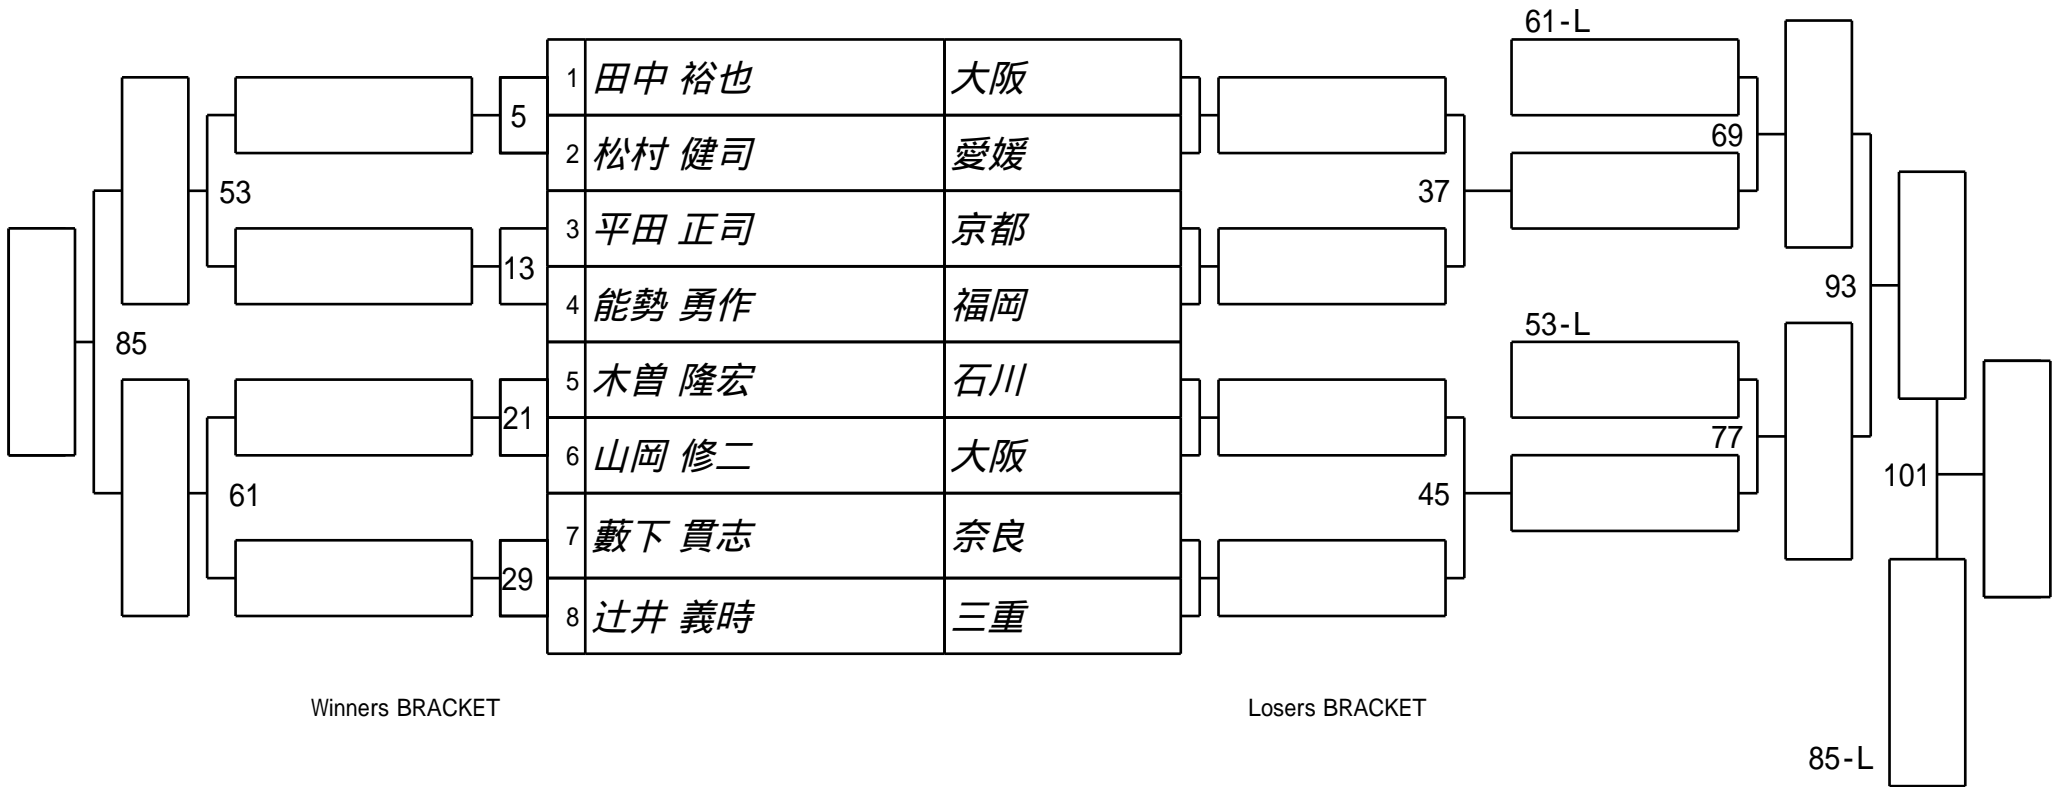 61-L
1 田中 裕也 大阪
5
2 松村 健司 愛媛
69
53
37
3 平田 正司 京都
13
4 能勢 勇作 福岡
93
53-L
85
5 木曽 隆宏 石川
21
6 山岡 修二 大阪
77
61
45
101
7 藪下 貫志 奈良
29
8 辻井 義時 三重
Winners BRACKET
Losers BRACKET
85-L